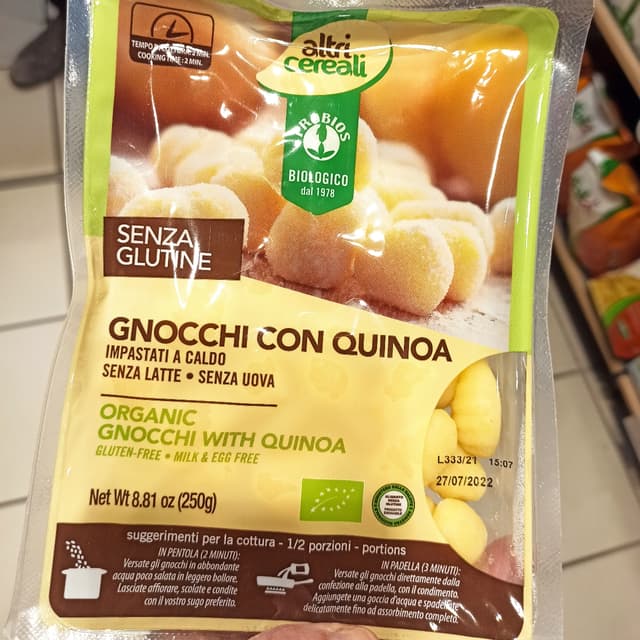 TEMPO DI COTTURA: 2 MIN.
COOKING TIME: 2 MIN.
altri
cereali
PROBIOS
BIOLOGICO
dal 1978
SENZA
GLUTINE
GNOCCHI CON QUINOA
IMPASTATI A CALDO
SENZA LATTE • SENZA UOVA
ORGANIC
GNOCCHI WITH QUINOA
GLUTEN-FREE • MILK & EGG FREE
L333/21 15:07
27/07/2022
Net Wt 8.81 oz (250g)
suggerimenti per la cottura - 1/2 porzioni - portions
IN PENTOLA (2 MINUTI):
Versate gli gnocchi in abbondante
acqua poco salata in leggero bollore.
Lasciate affiorare, scolate e condite
con il vostro sugo preferito.
IN PADELLA (3 MINUTI):
Versate gli gnocchi direttamente dalla
confezione alla padella, con il condimento.
Aggiungete una goccia d'acqua e spadellate
delicatamente fino ad assorbimento completo.